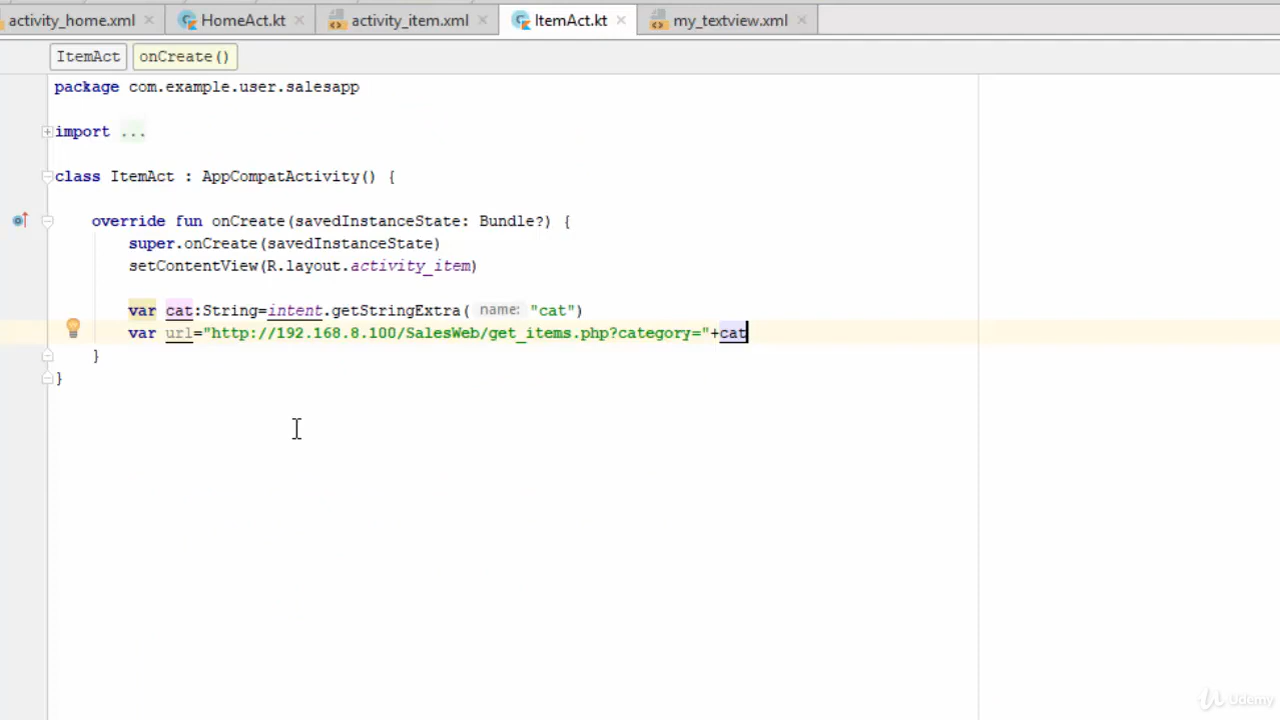 activity_home.xml HomeAct.kt activity_item.xml ItemAct.kt my_textview.xml
ItemAct onCreate()
package com.example.user.salesapp
import ...
class ItemAct : AppCompatActivity() {
override fun onCreate(savedInstanceState: Bundle?) {
super.onCreate(savedInstanceState)
setContentView(R.layout.activity_item)
var cat:String=intent.getStringExtra( name: "cat")
var url="http://192.168.8.100/SalesWeb/get_items.php?category="+cat
}
}
Udemy